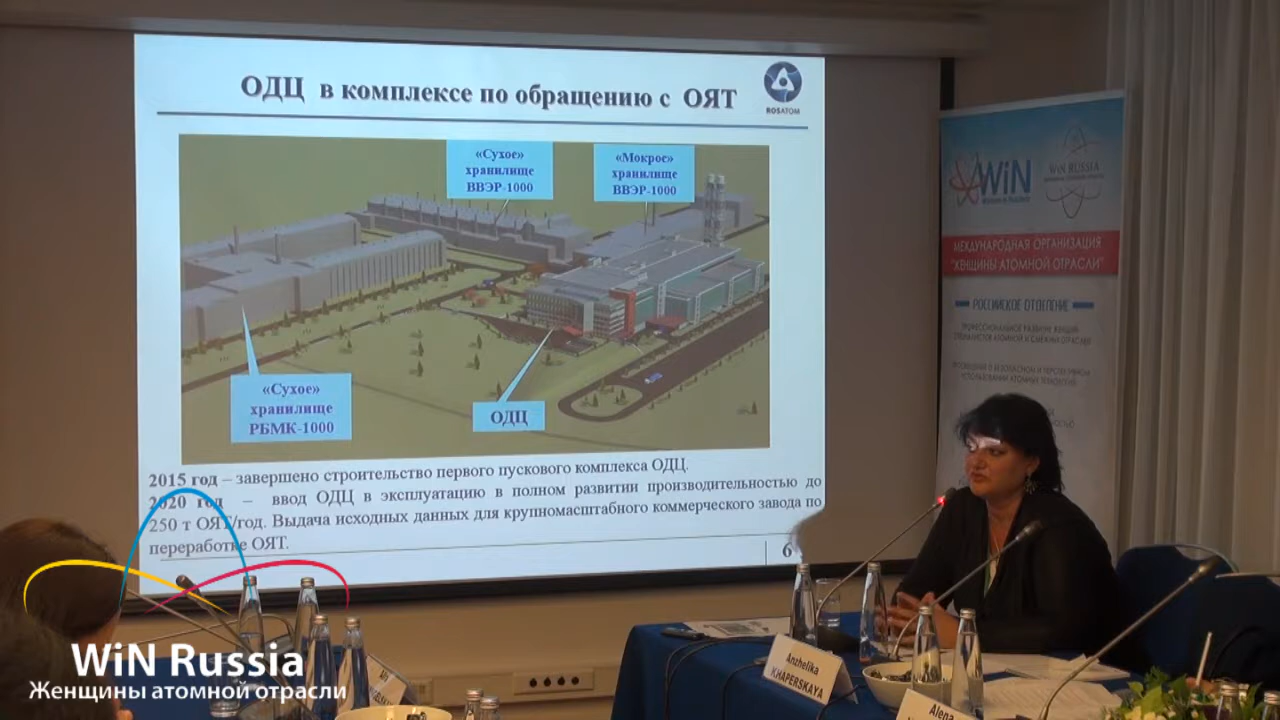 ОДЦ в комплексе по обращению с ОЯТ
ROSATOM
«Сухое»
хранилище
ВВЭР-1000
«Мокрое»
хранилище
ВВЭР-1000
«Сухое»
хранилище
РБМК-1000
ОДЦ
2015 год – завершено строительство первого пускового комплекса ОДЦ.
2020 год – ввод ОДЦ в эксплуатацию в полном развитии производительностью до
250 т ОЯТ/год. Выдача исходных данных для крупномасштабного коммерческого завода по
переработке ОЯТ.
6
WiN
WiN RUSSIA
МЕЖДУНАРОДНАЯ ОРГАНИЗАЦИЯ
"ЖЕНЩИНЫ АТОМНОЙ ОТРАСЛИ"
РОССИЙСКОЕ ОТДЕЛЕНИЕ
Anzhelika
KHAPERSKAYA
Alena
WiN Russia
Женщины атомной отрасли